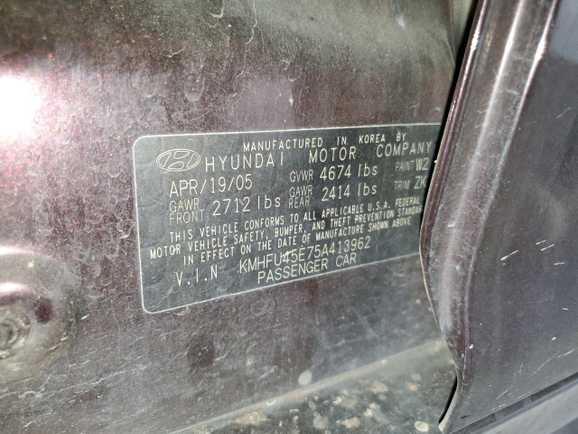 MANUFACTURED IN KOREA BY
HYUNDAI MOTOR COMPANY
APR/19/05 GVWR 4674 lbs PAINT WZ
GAWR FRONT 2712 lbs GAWR REAR 2414 lbs TRIM ZK
THIS VEHICLE CONFORMS TO ALL APPLICABLE U.S.A. FEDERAL
MOTOR VEHICLE SAFETY, BUMPER, AND THEFT PREVENTION STANDARD
IN EFFECT ON THE DATE OF MANUFACTURE SHOWN ABOVE.
V.I.N KMHFU45E75A413962
PASSENGER CAR